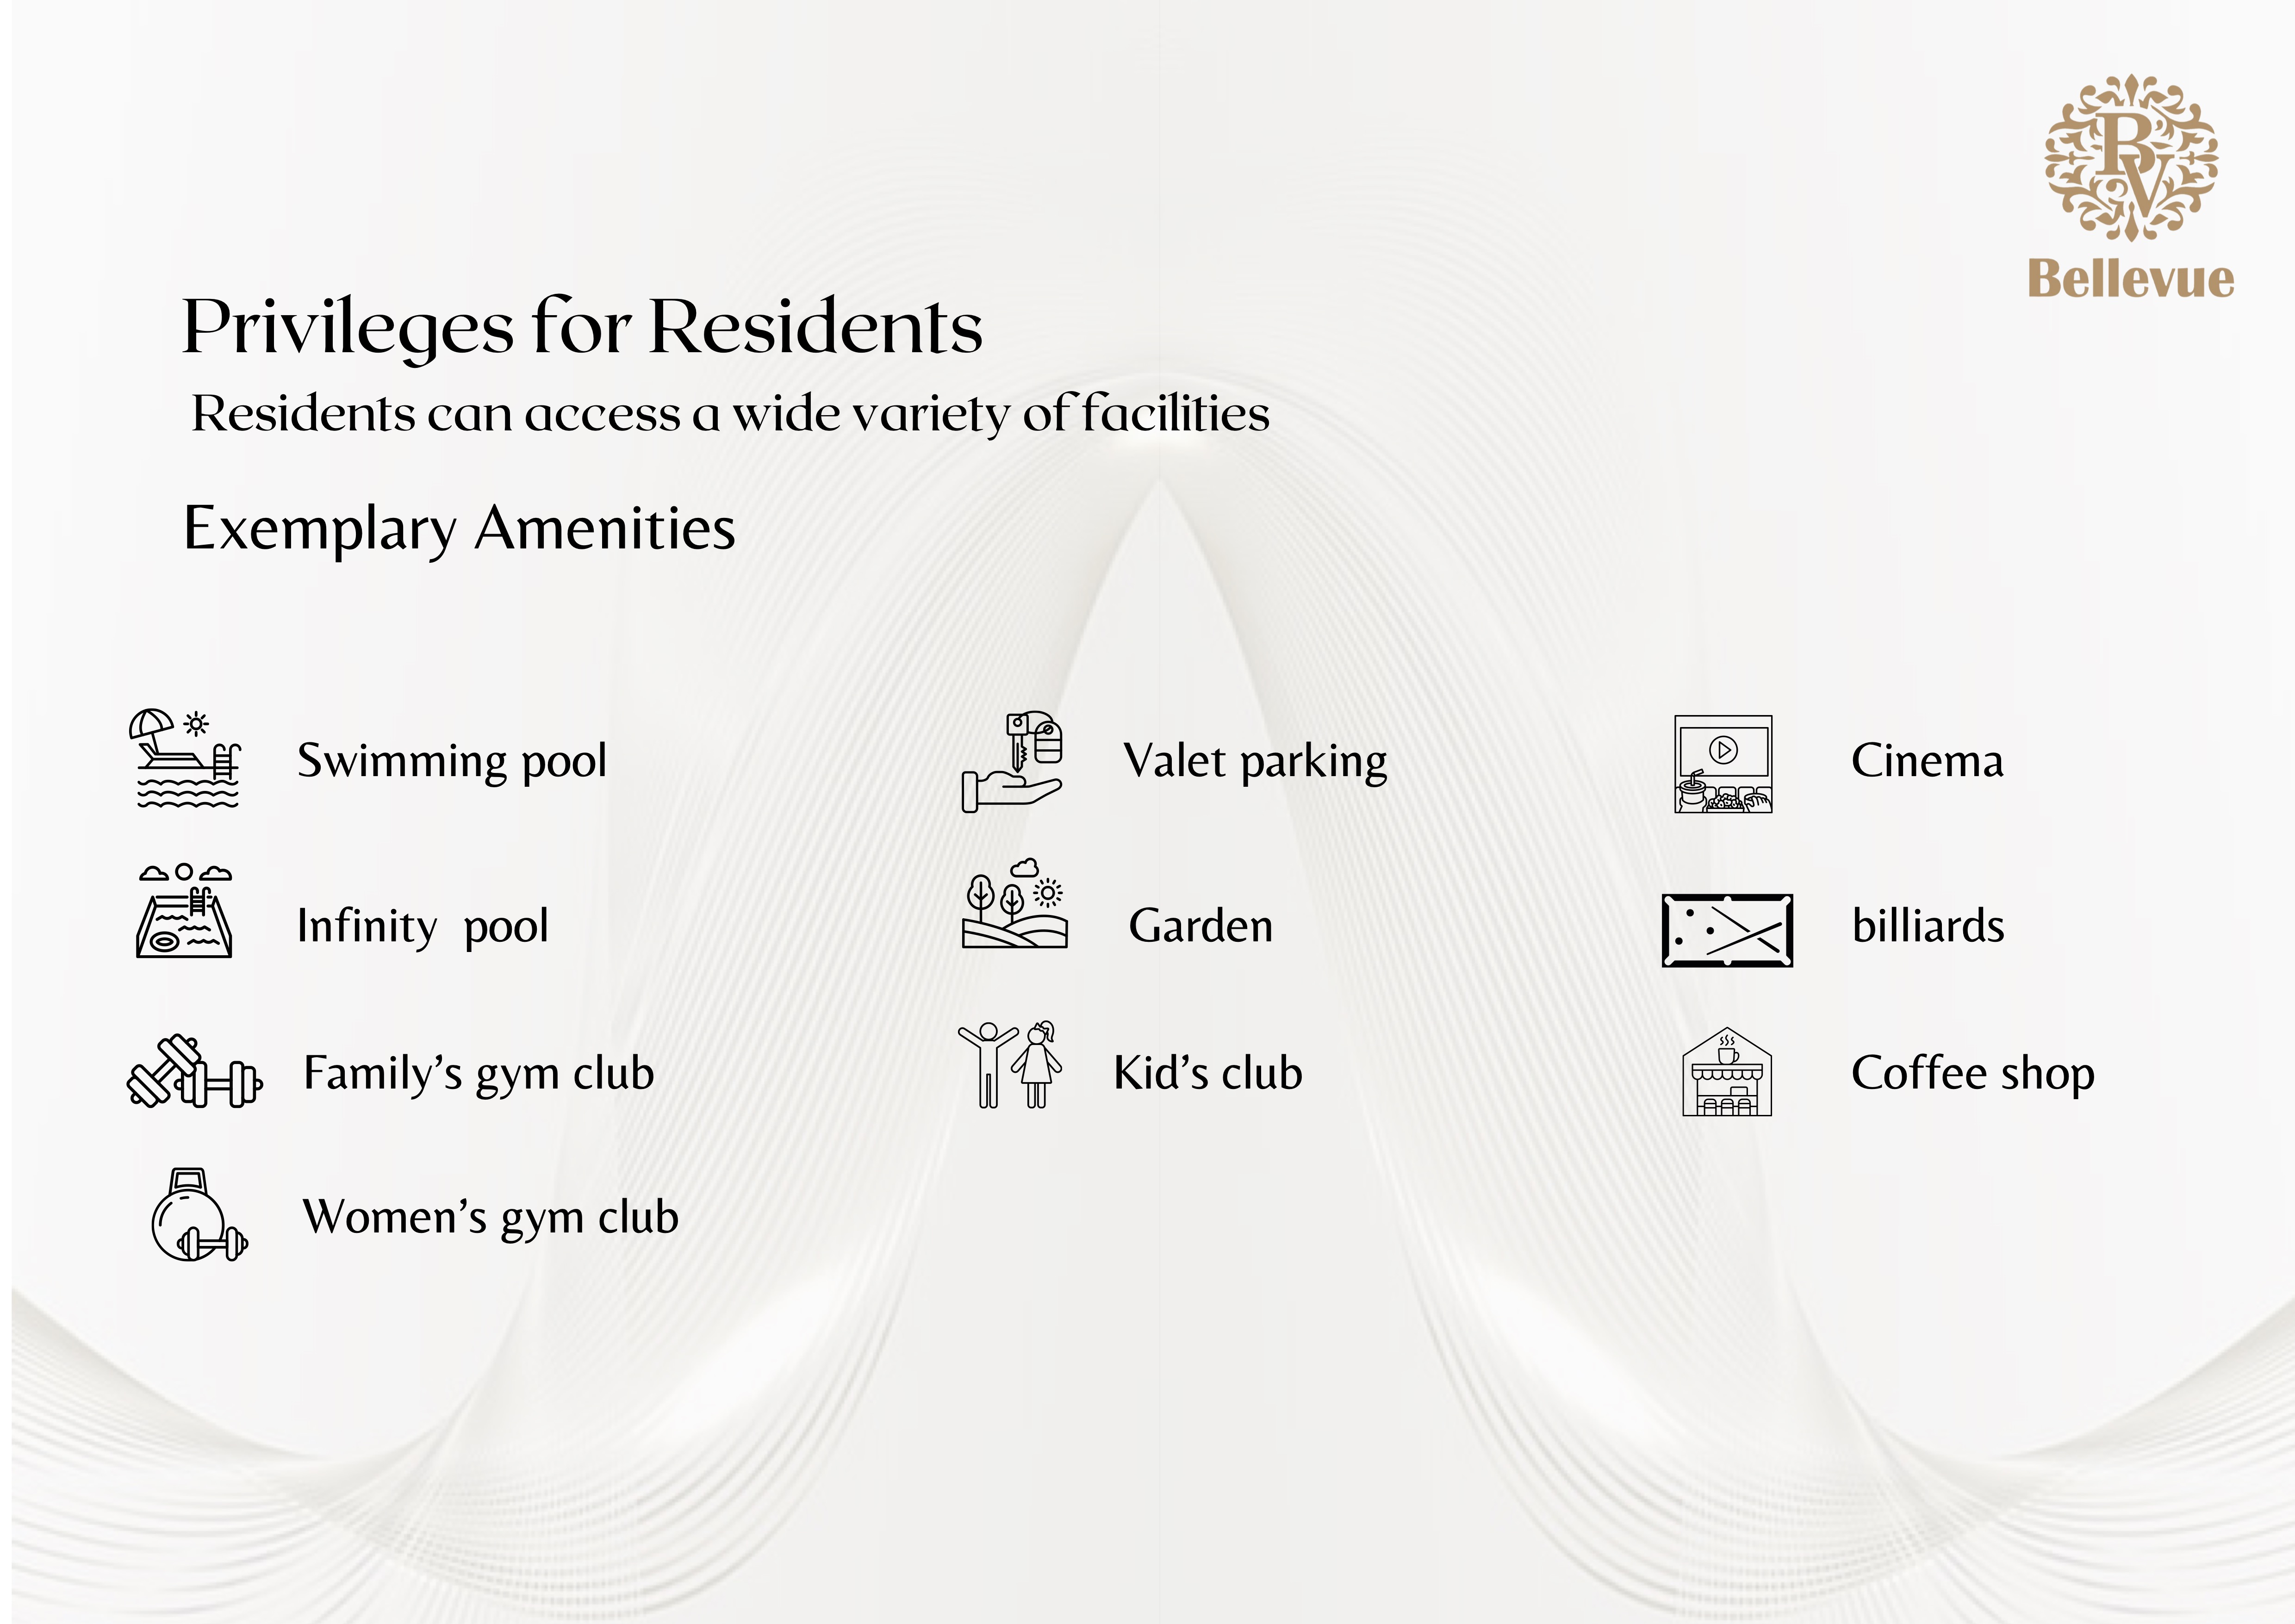 BV
Bellevue
Privileges for Residents
Residents can access a wide variety of facilities
Exemplary Amenities
Swimming pool
Valet parking
Cinema
Infinity pool
Garden
billiards
Family’s gym club
Kid’s club
Coffee shop
Women’s gym club